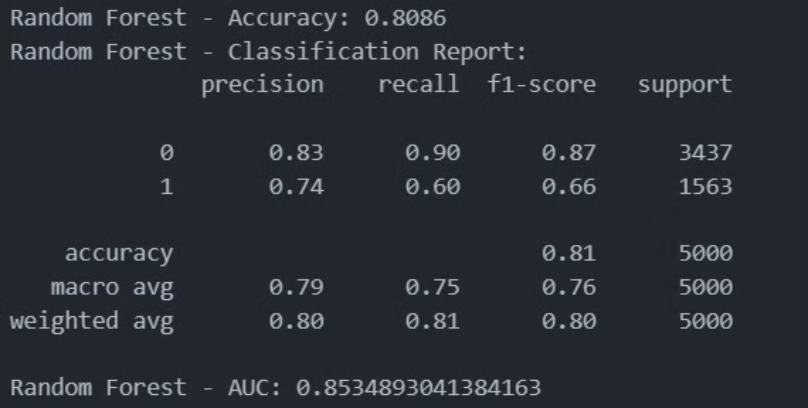 Random Forest - Accuracy: 0.8086
Random Forest - Classification Report:
precision recall f1-score support
0 0.83 0.90 0.87 3437
1 0.74 0.60 0.66 1563
accuracy 0.81 5000
macro avg 0.79 0.75 0.76 5000
weighted avg 0.80 0.81 0.80 5000
Random Forest - AUC: 0.8534893041384163